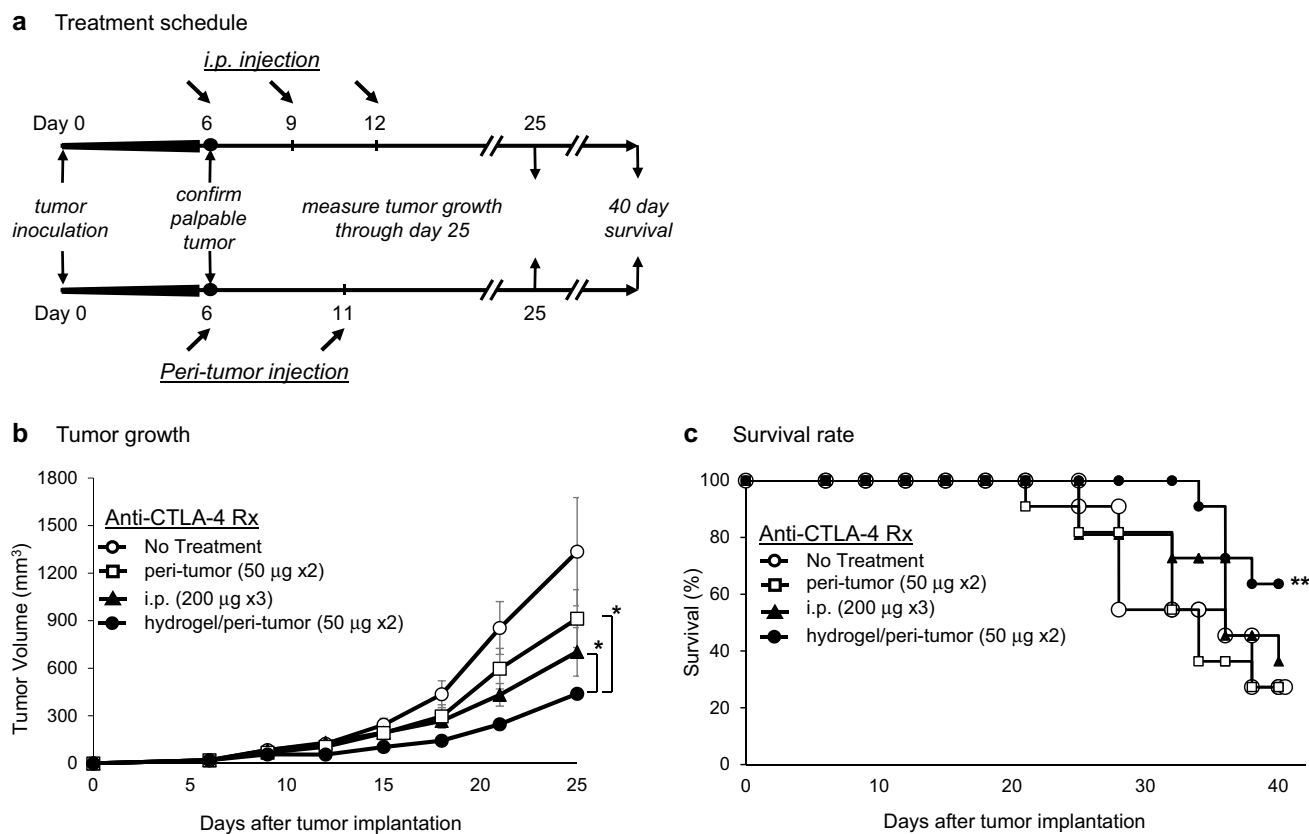 a Treatment schedule
i.p. injection
Day 0 6 9 12 25
tumor
inoculation
confirm
palpable
tumor
measure tumor growth
through day 25
40 day
survival
Day 0 6 11 25
Peri-tumor injection
b Tumor growth
Tumor Volume (mm³)
1800
1500
1200
900
600
300
0
Anti-CTLA-4 Rx
No Treatment
peri-tumor (50 µg x2)
i.p. (200 µg x3)
hydrogel/peri-tumor (50 µg x2)
*
*
0 5 10 15 20 25
Days after tumor implantation
c Survival rate
Survival (%)
100
80
60
40
20
0
Anti-CTLA-4 Rx
No Treatment
peri-tumor (50 µg x2)
i.p. (200 µg x3)
hydrogel/peri-tumor (50 µg x2)
**
0 10 20 30 40
Days after tumor implantation